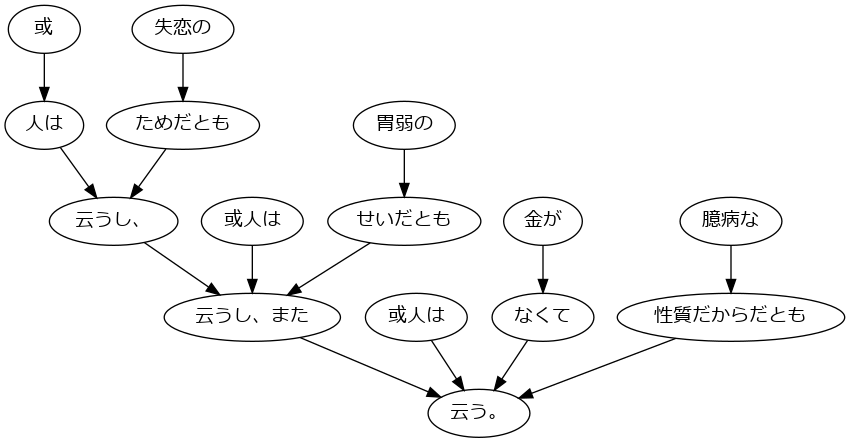 或
失恋の
人は
ためだとも
胃弱の
云うし、
或人は
せいだとも
金が
臆病な
云うし、また
或人は
なくて
性質だからだとも
云う。